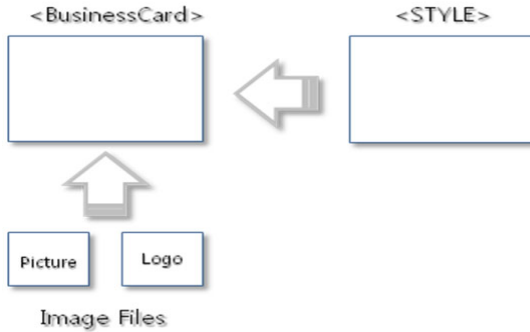 <BusinessCard>
<STYLE>
Picture
Logo
Image Files